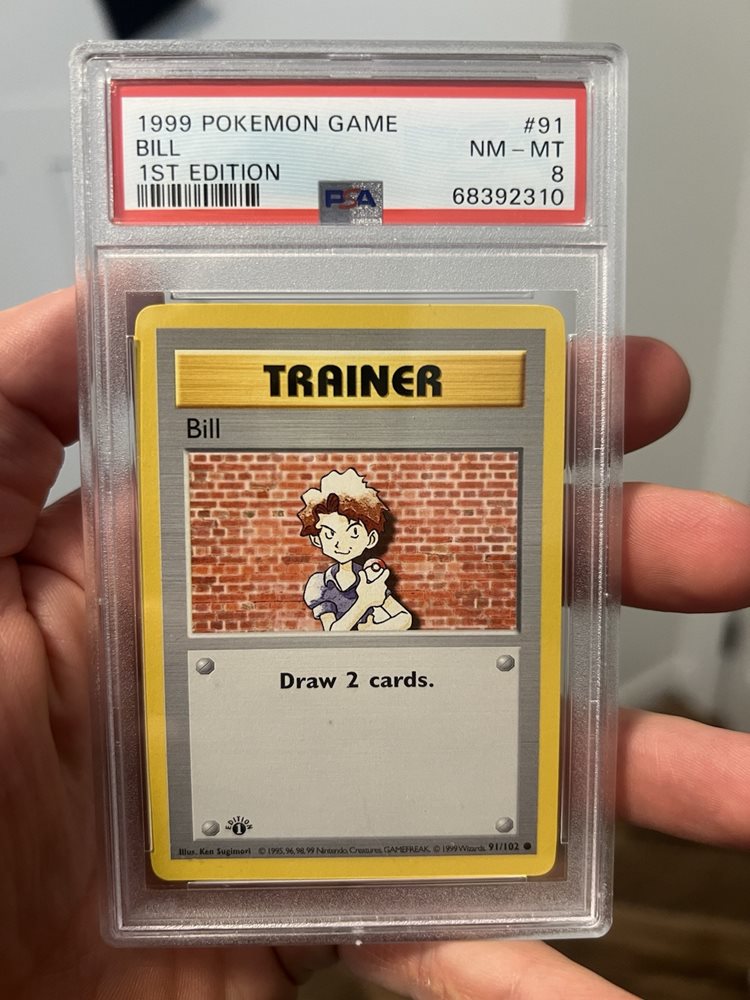 1999 POKEMON GAME #91
BILL NM - MT
1ST EDITION 8
PSA 68392310
TRAINER
Bill
Draw 2 cards.
EDITION 1
Illus. Ken Sugimori © 1995, 96, 98, 99 Nintendo, Creatures, GAMEFREAK. © 1999 Wizards. 91/102